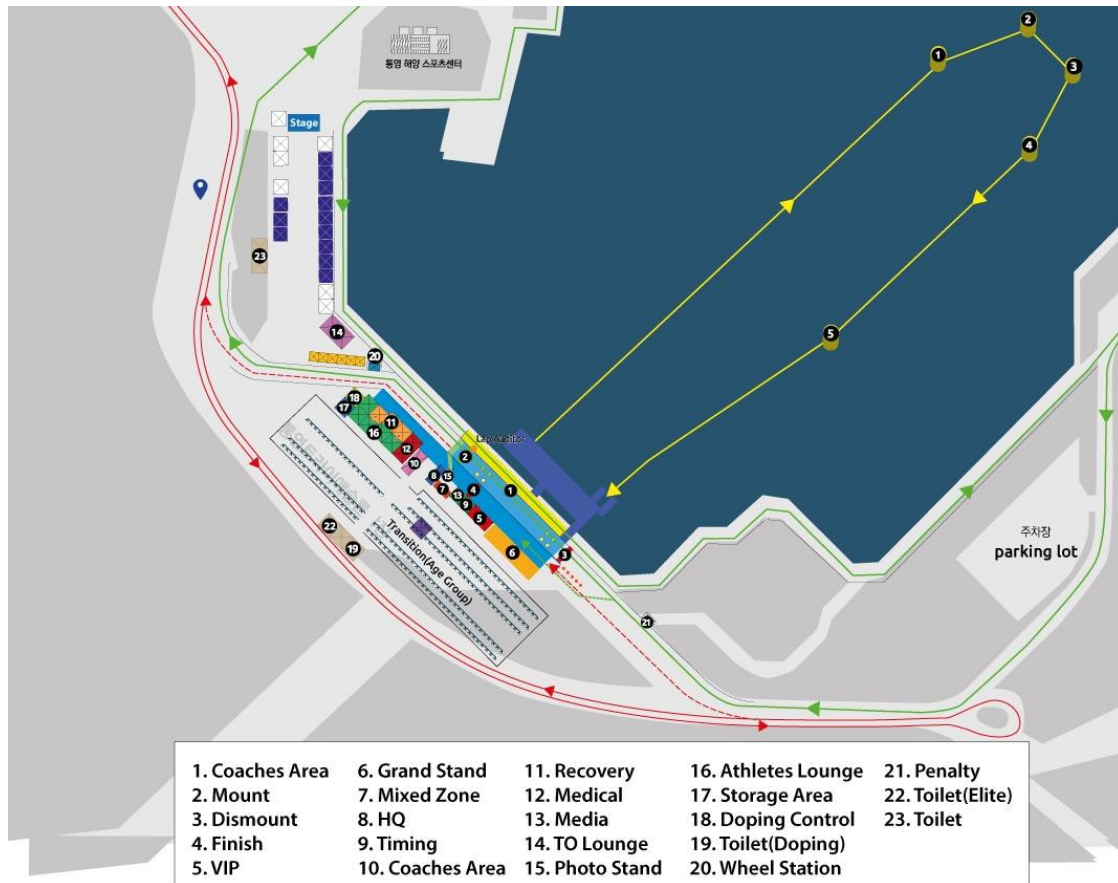 통영 해양 스포츠센터
1
2
3
4
5
Stage
23
14
20
18
17
11
16
12
10
Lap Auditor
2
1
8
15
7
4
13
9
5
6
3
22
19
Transition(Age Group)
21
주차장
parking lot
1. Coaches Area
2. Mount
3. Dismount
4. Finish
5. VIP
6. Grand Stand
7. Mixed Zone
8. HQ
9. Timing
10. Coaches Area
11. Recovery
12. Medical
13. Media
14. TO Lounge
15. Photo Stand
16. Athletes Lounge
17. Storage Area
18. Doping Control
19. Toilet(Doping)
20. Wheel Station
21. Penalty
22. Toilet(Elite)
23. Toilet